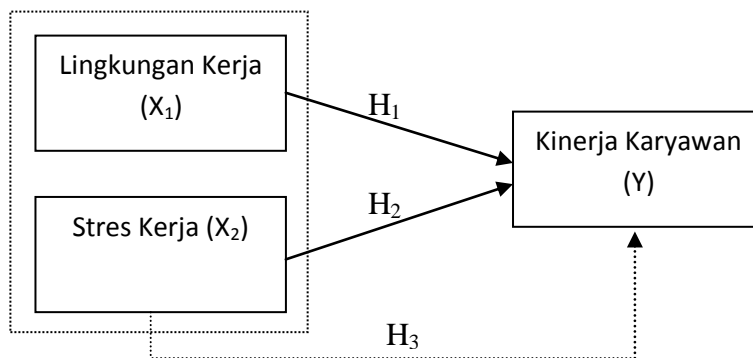 Lingkungan Kerja
(X₁)
H₁
Kinerja Karyawan
(Y)
Stres Kerja (X₂)
H₂
H₃